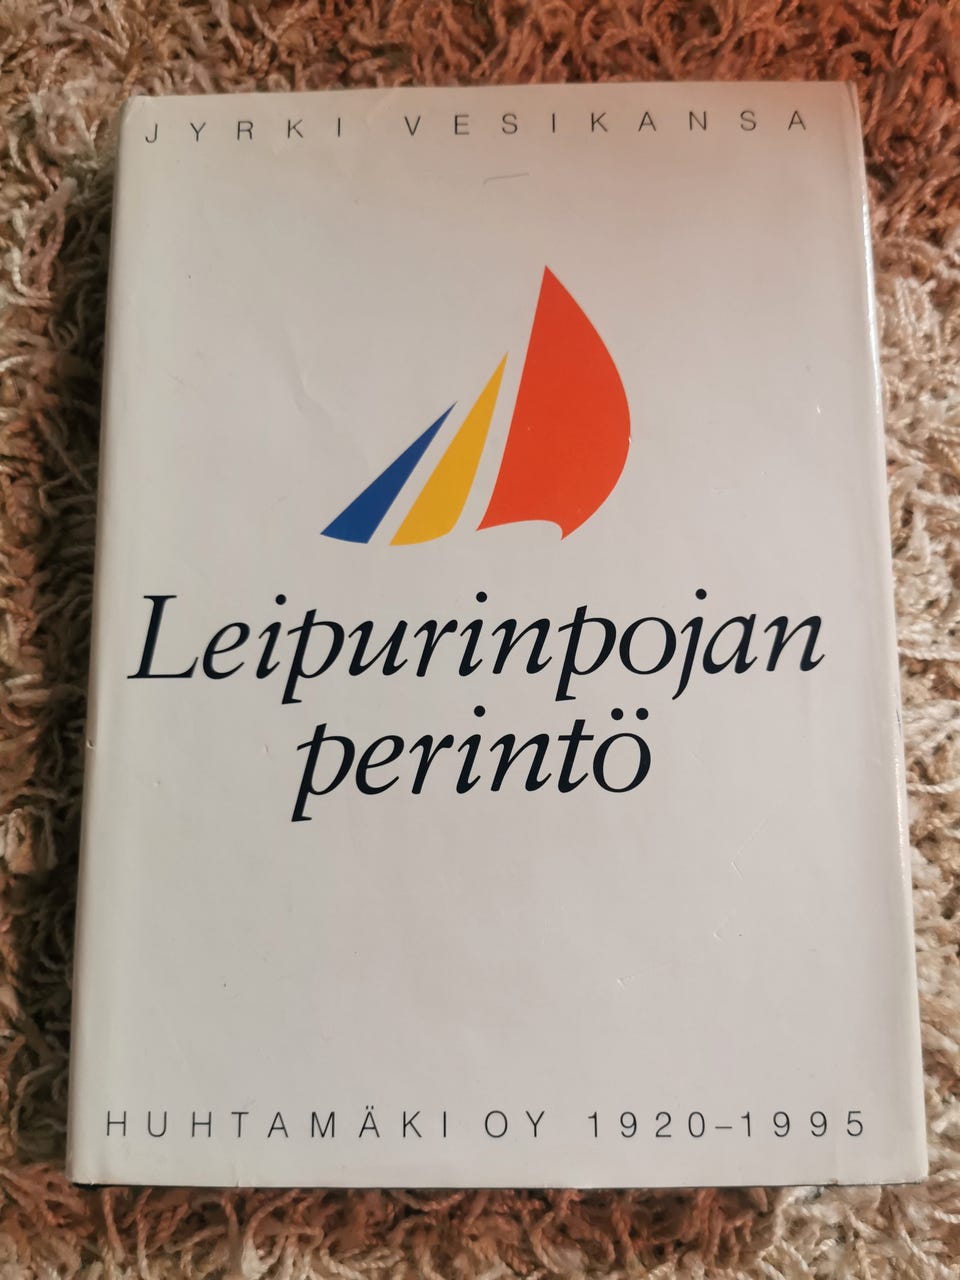 JYRKI VESIKANSA
Leipurinpojan
perintö
HUHTAMÄKI OY 1920–1995